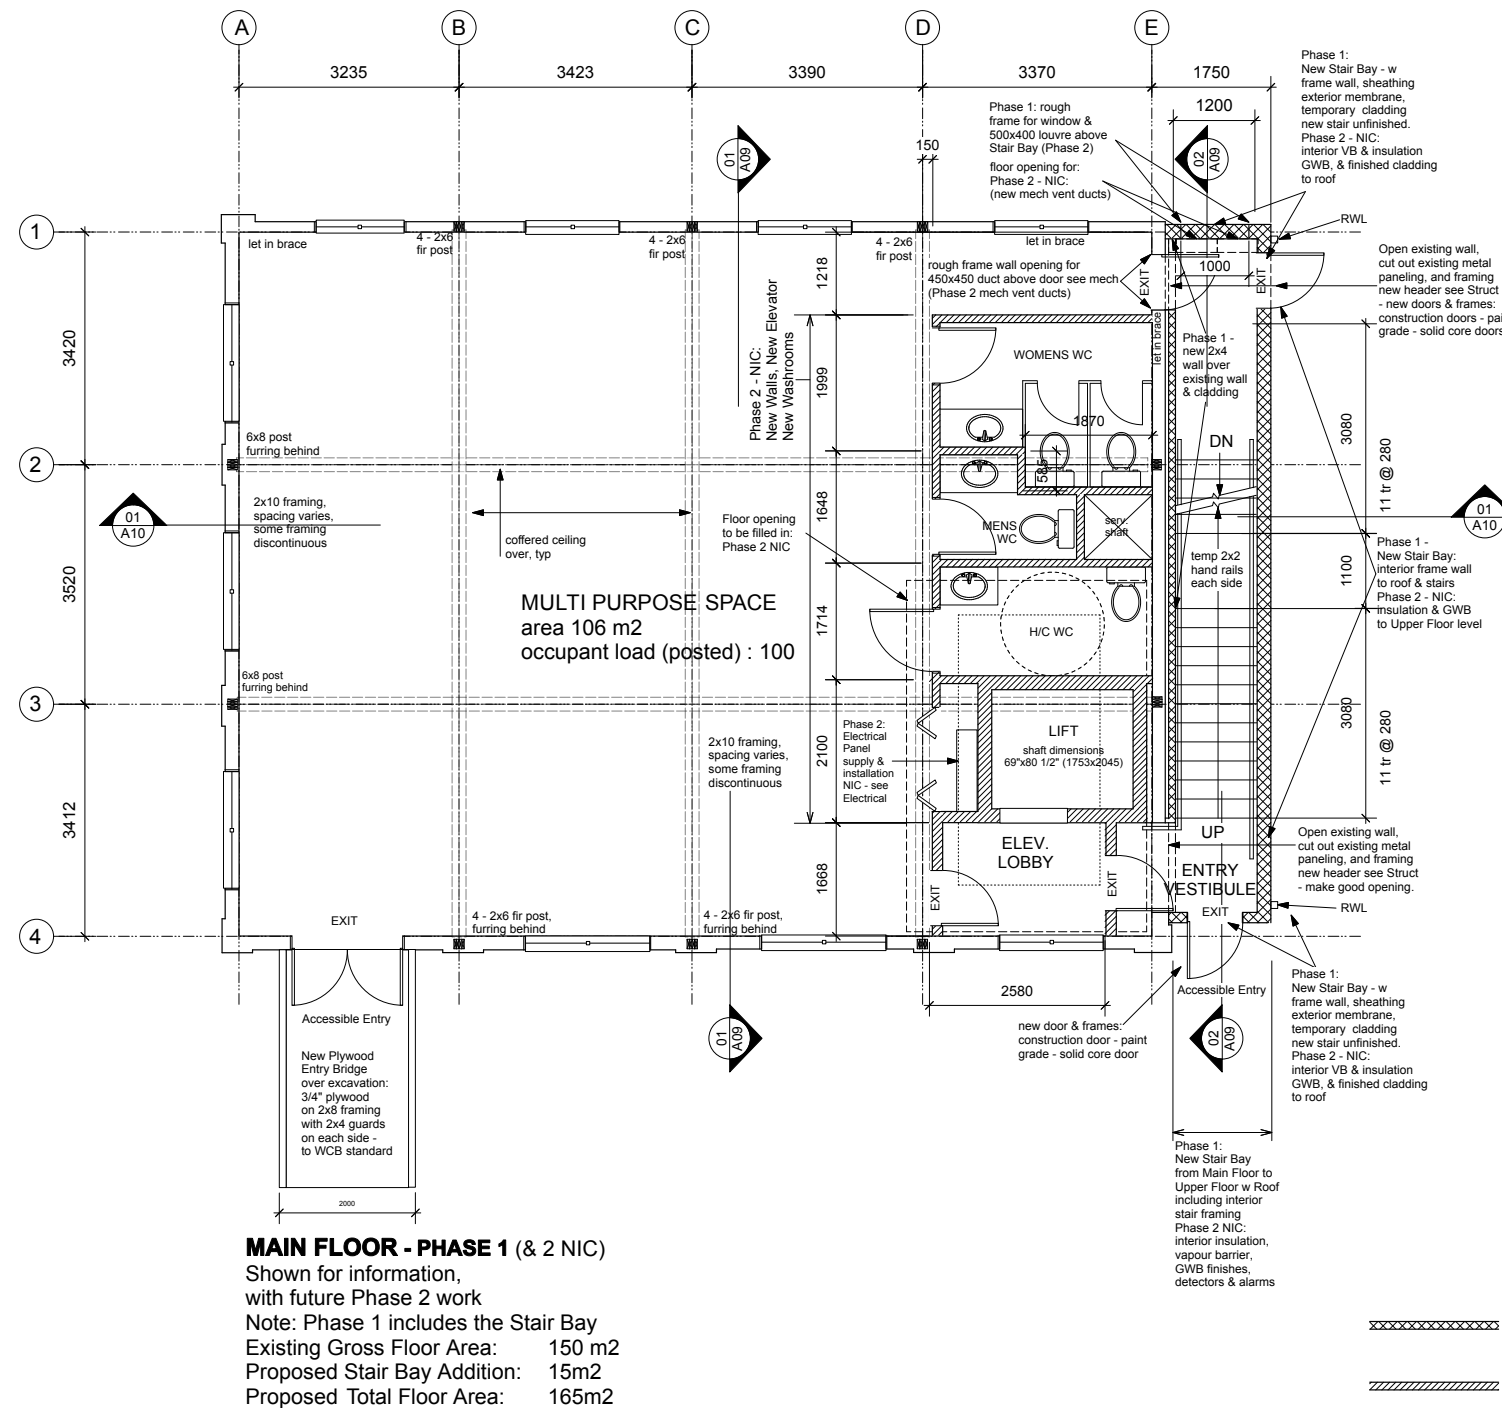 A
B
C
D
E
3235
3423
3390
3370
1750
1200
150
Phase 1: rough
frame for window &
500x400 louvre above
Stair Bay (Phase 2)
floor opening for:
Phase 2 - NIC:
(new mech vent ducts)
Phase 1:
New Stair Bay - w
frame wall, sheathing
exterior membrane,
temporary cladding
new stair unfinished.
Phase 2 - NIC:
interior VB & insulation
GWB, & finished cladding
to roof
01
A09
02
A09
RWL
1
let in brace
4 - 2x6
fir post
4 - 2x6
fir post
4 - 2x6
fir post
let in brace
rough frame wall opening for
450x450 duct above door see mech
(Phase 2 mech vent ducts)
EXIT
1000
EXIT
Open existing wall,
cut out existing metal
paneling, and framing
new header see Struct
- new doors & frames:
construction doors - pai
grade - solid core doors
3420
1218
Phase 2 - NIC:
New Walls, New Elevator
New Washrooms
1999
WOMENS WC
let in brace
Phase 1 -
new 2x4
wall over
existing wall
& cladding
1870
585
3080
11 tr @ 280
DN
2
6x8 post
furring behind
01
A10
2x10 framing,
spacing varies,
some framing
discontinuous
coffered ceiling
over, typ
Floor opening
to be filled in:
Phase 2 NIC
1648
MENS
WC
serv.
shaft
temp 2x2
hand rails
each side
01
A10
Phase 1 -
New Stair Bay:
interior frame wall
to roof & stairs
Phase 2 - NIC:
insulation & GWB
to Upper Floor level
1100
3520
MULTI PURPOSE SPACE
area 106 m2
occupant load (posted) : 100
1714
H/C WC
3
6x8 post
furring behind
2x10 framing,
spacing varies,
some framing
discontinuous
Phase 2:
Electrical
Panel
supply &
installation
NIC - see
Electrical
2100
LIFT
shaft dimensions
69"x80 1/2" (1753x2045)
3080
11 tr @ 280
3412
UP
ELEV.
LOBBY
1668
EXIT
EXIT
ENTRY
VESTIBULE
EXIT
Open existing wall,
cut out existing metal
paneling, and framing
new header see Struct
- make good opening.
RWL
4
EXIT
4 - 2x6 fir post,
furring behind
4 - 2x6 fir post,
furring behind
2580
Accessible Entry
Accessible Entry
new door & frames:
construction door - paint
grade - solid core door
01
A09
02
A09
Phase 1:
New Stair Bay - w
frame wall, sheathing
exterior membrane,
temporary cladding
new stair unfinished.
Phase 2 - NIC:
interior VB & insulation
GWB, & finished cladding
to roof
New Plywood
Entry Bridge
over excavation:
3/4" plywood
on 2x8 framing
with 2x4 guards
on each side -
to WCB standard
2000
Phase 1:
New Stair Bay
from Main Floor to
Upper Floor w Roof
including interior
stair framing
Phase 2 NIC:
interior insulation,
vapour barrier,
GWB finishes,
detectors & alarms
MAIN FLOOR - PHASE 1 (& 2 NIC)
Shown for information,
with future Phase 2 work
Note: Phase 1 includes the Stair Bay
Existing Gross Floor Area: 150 m2
Proposed Stair Bay Addition: 15m2
Proposed Total Floor Area: 165m2